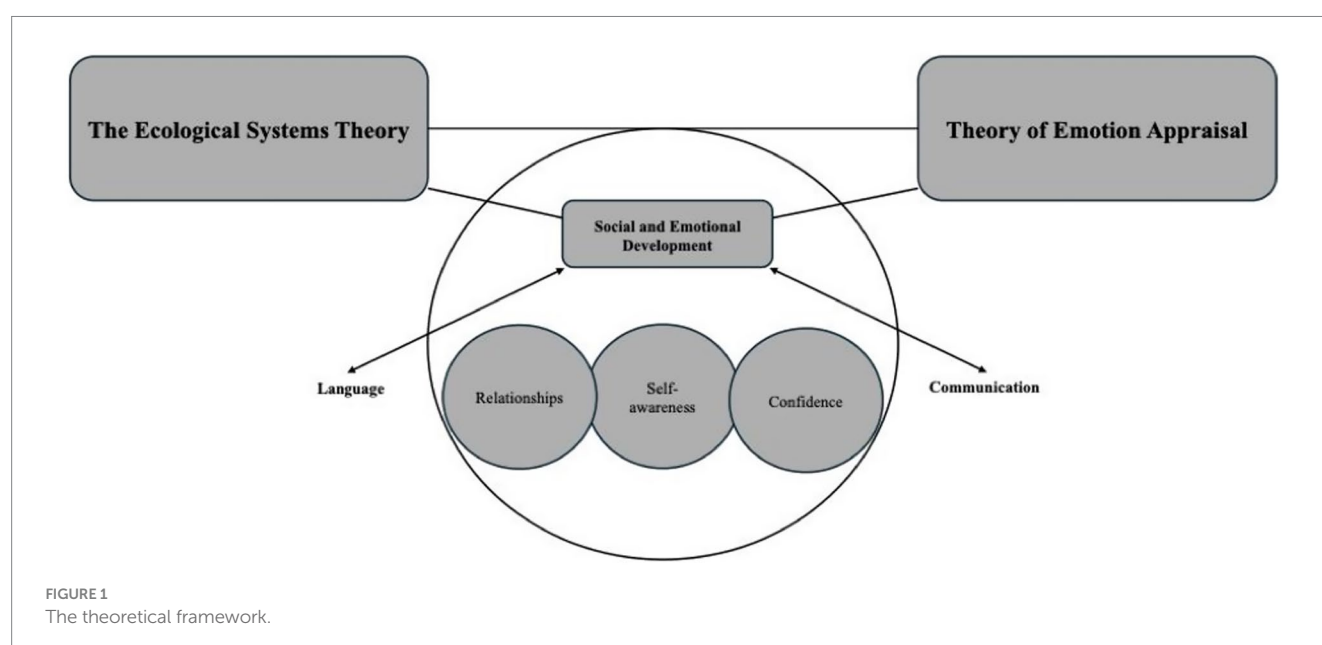 The Ecological Systems Theory
Theory of Emotion Appraisal
Social and Emotional
Development
Language
Communication
Relationships
Self-
awareness
Confidence
FIGURE 1
The theoretical framework.